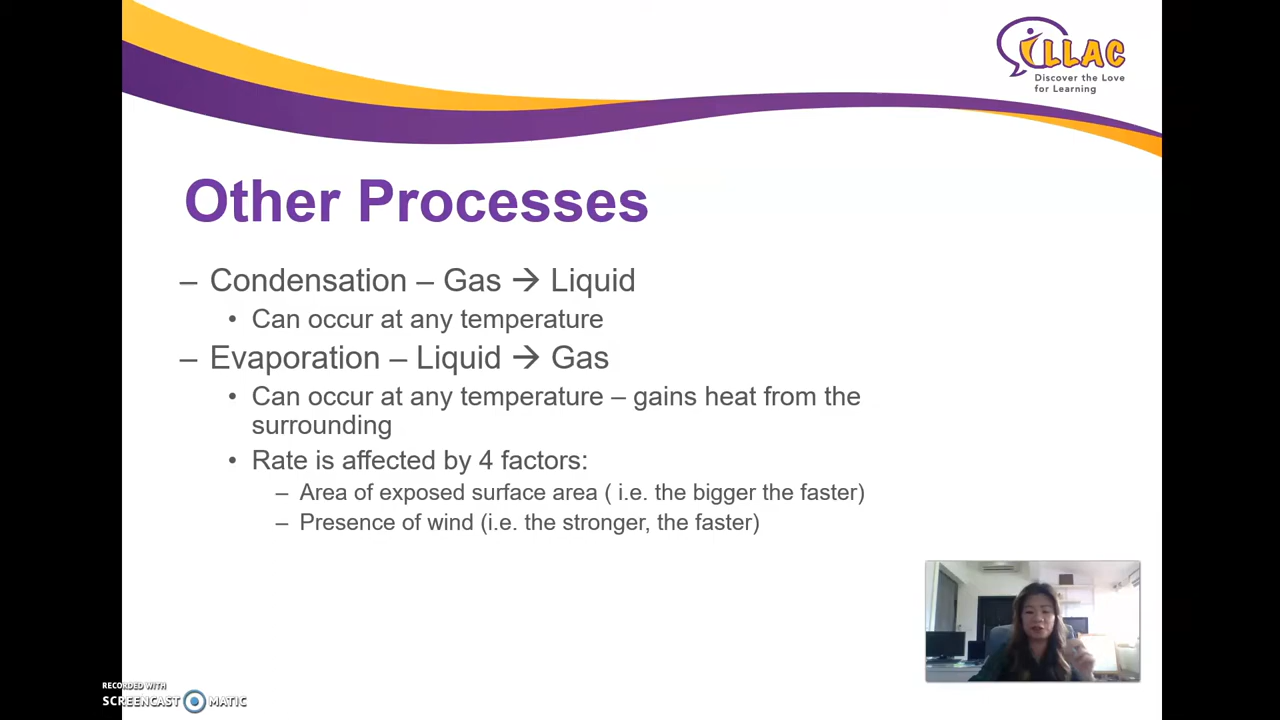 iLLAC
Discover the Love
for Learning
Other Processes
– Condensation – Gas → Liquid
• Can occur at any temperature
– Evaporation – Liquid → Gas
• Can occur at any temperature – gains heat from the
surrounding
• Rate is affected by 4 factors:
– Area of exposed surface area ( i.e. the bigger the faster)
– Presence of wind (i.e. the stronger, the faster)
RECORDED WITH
SCREENCAST MATIC